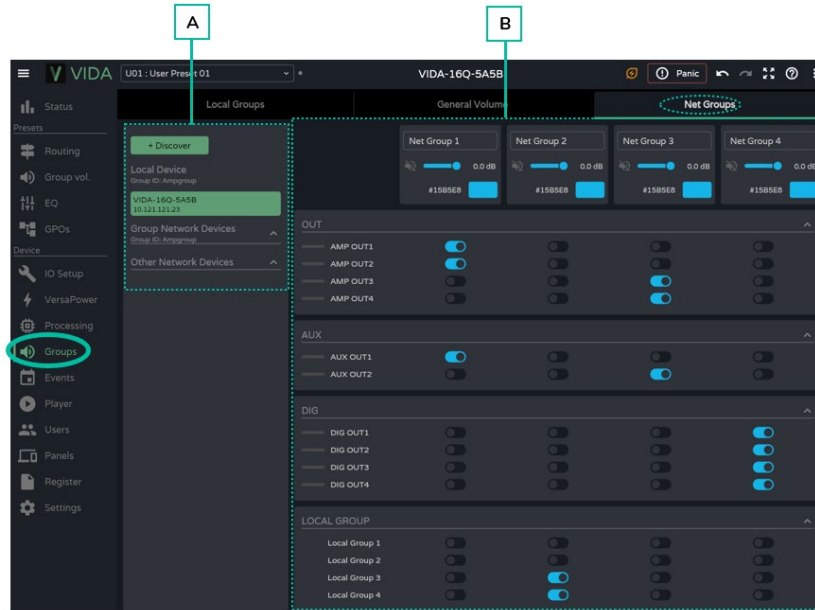 A
B
VIDA
U01 : User Preset 01
VIDA-16Q-5A5B
Panic
Local Groups
General Volume
Net Groups
Status
Presets
Routing
Group vol.
EQ
GPOs
Device
IO Setup
VersaPower
Processing
Groups
Events
Player
Users
Panels
Register
Settings
+ Discover
Local Device
Group ID: Ampgroup
VIDA-16Q-5A5B
10.121.121.23
Group Network Devices
Group ID: Ampgroup
Other Network Devices
Net Group 1
Net Group 2
Net Group 3
Net Group 4
0.0 dB
0.0 dB
0.0 dB
0.0 dB
#15B5E8
#15B5E8
#15B5E8
#15B5E8
OUT
AMP OUT1
AMP OUT2
AMP OUT3
AMP OUT4
AUX
AUX OUT1
AUX OUT2
DIG
DIG OUT1
DIG OUT2
DIG OUT3
DIG OUT4
LOCAL GROUP
Local Group 1
Local Group 2
Local Group 3
Local Group 4